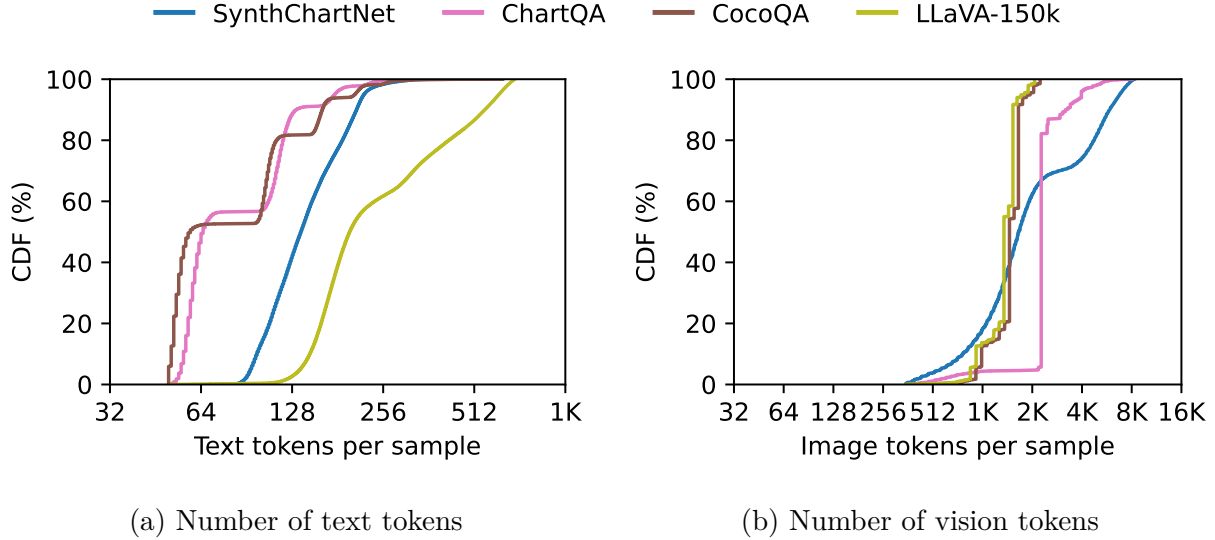 SynthChartNet ChartQA CocoQA LLaVA-150k
100
80
60
40
20
0
CDF (%)
32 64 128 256 512 1K
Text tokens per sample
(a) Number of text tokens
100
80
60
40
20
0
CDF (%)
32 64 128 256 512 1K 2K 4K 8K 16K
Image tokens per sample
(b) Number of vision tokens